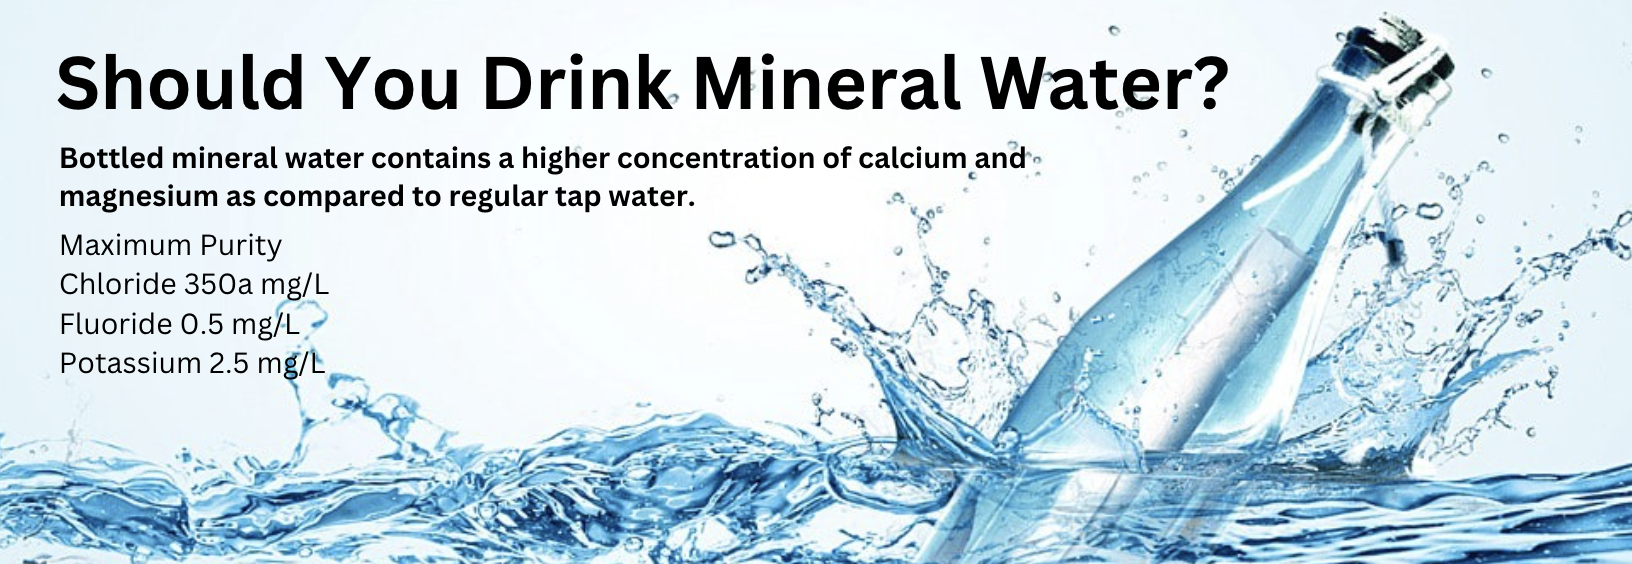 Should You Drink Mineral Water?
Bottled mineral water contains a higher concentration of calcium and
magnesium as compared to regular tap water.
Maximum Purity
Chloride 350a mg/L
Fluoride 0.5 mg/L
Potassium 2.5 mg/L